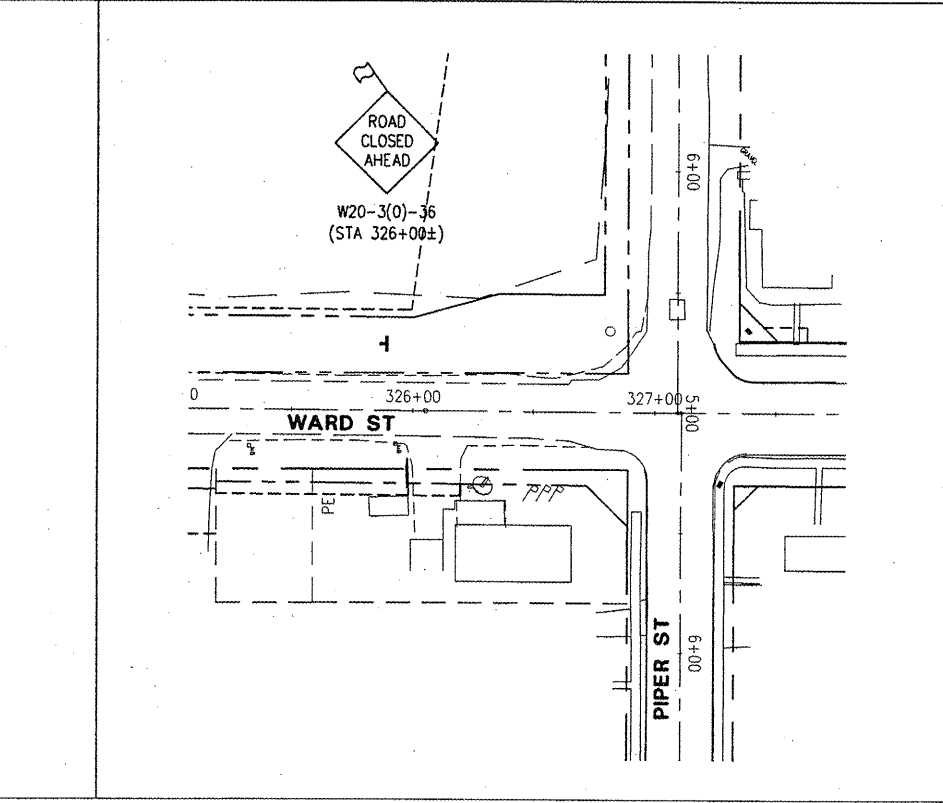 ROAD
CLOSED
AHEAD
W20-3(0)-36
(STA 326+00±)
6+00
GRAVEL
0
326+00
327+00
5+00
WARD ST
PE
PIPER ST
6+00